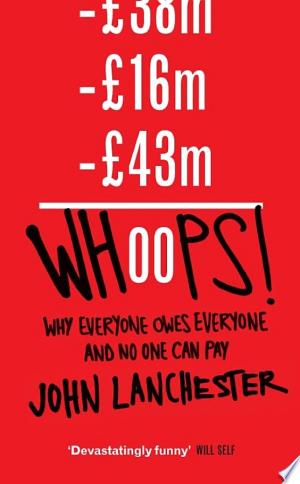 -£38m
-£16m
-£43m
WHOOPS!
WHY EVERYONE OWES EVERYONE
AND NO ONE CAN PAY
JOHN LANCHESTER
‘Devastatingly funny’ WILL SELF